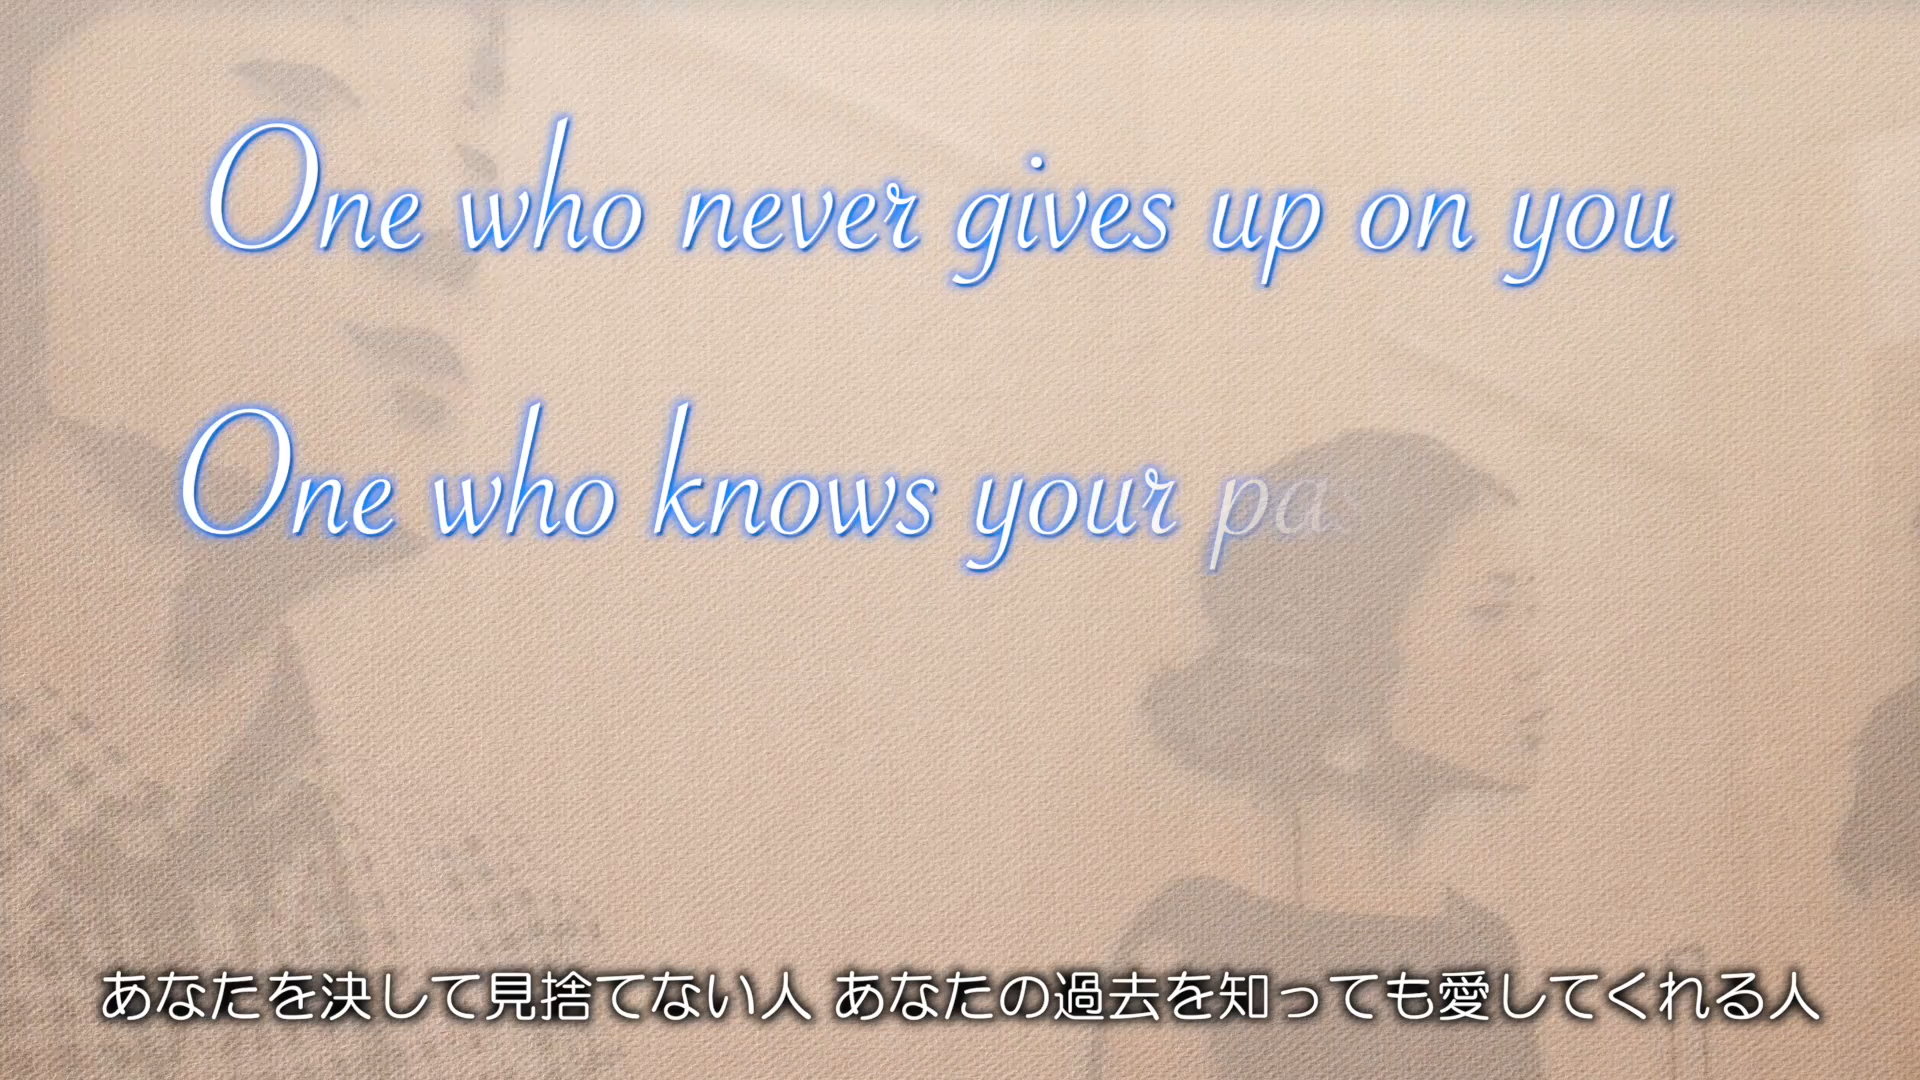 One who never gives up on you
One who knows your pas
あなたを決して見捨てない人 あなたの過去を知っても愛してくれる人